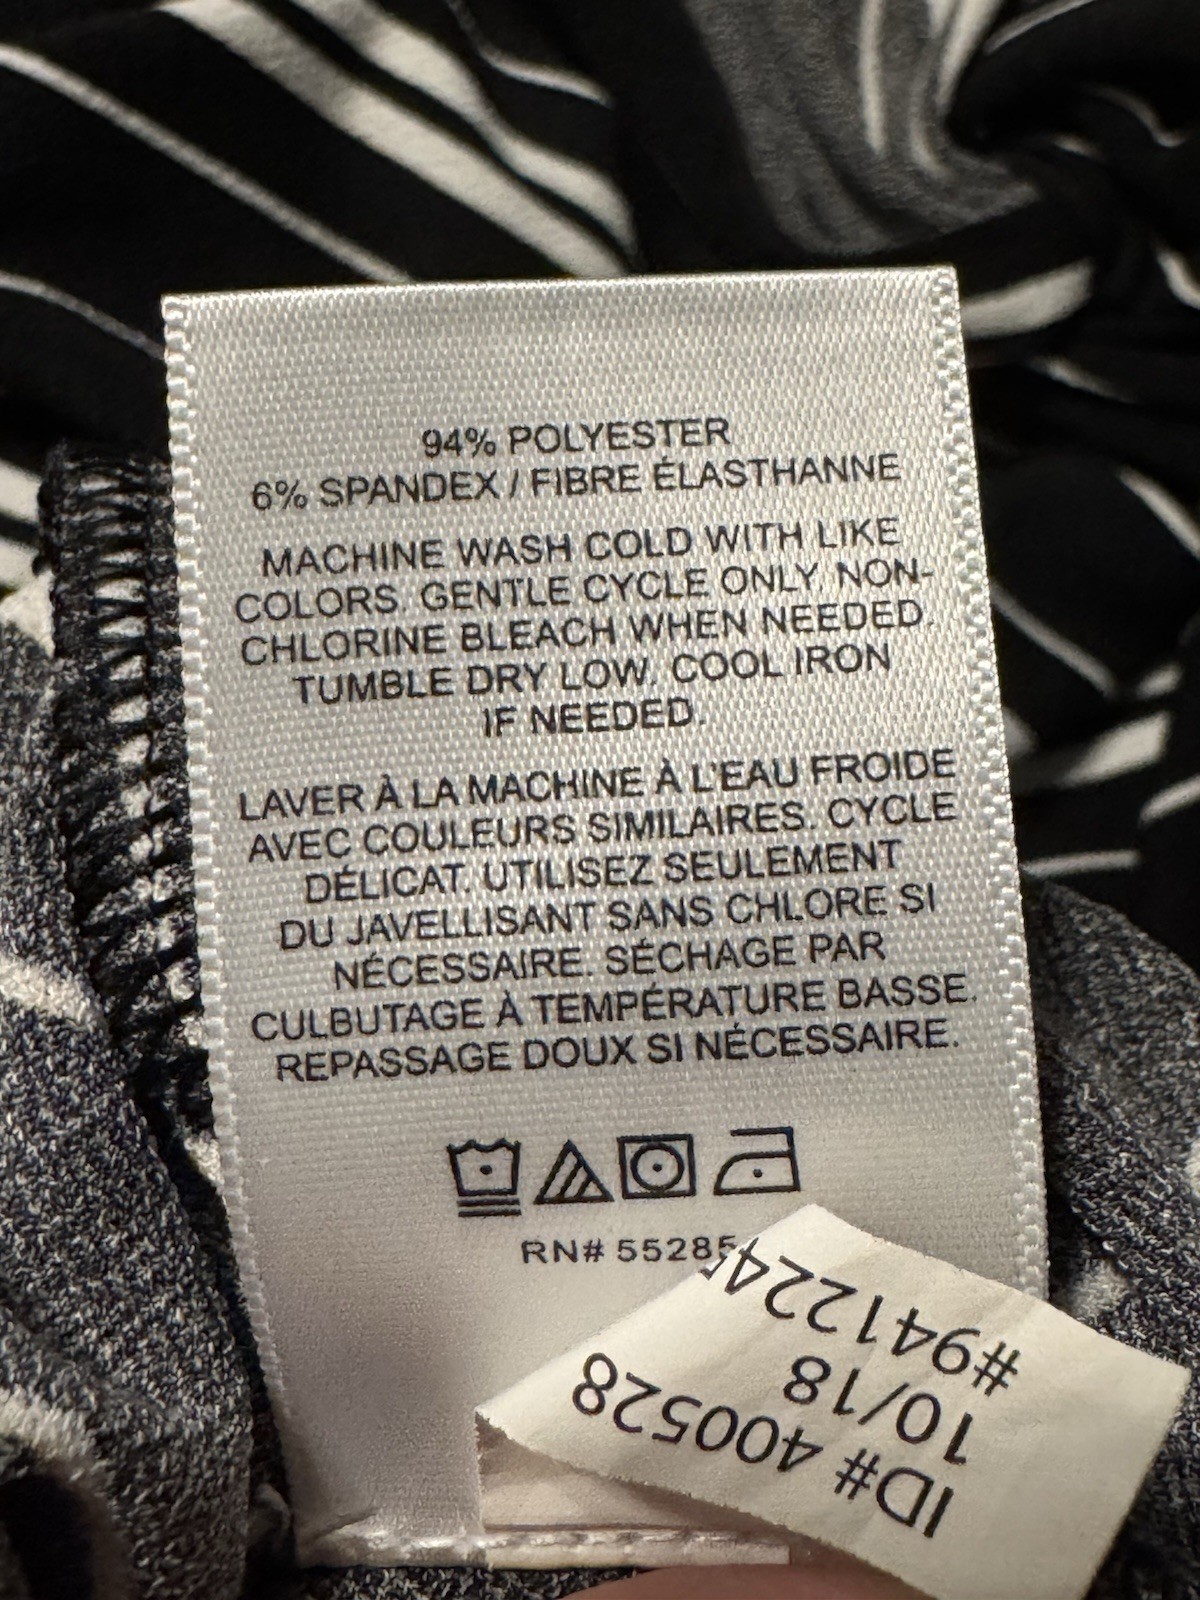 94% POLYESTER
6% SPANDEX / FIBRE ÉLASTHANNE
MACHINE WASH COLD WITH LIKE
COLORS. GENTLE CYCLE ONLY. NON-
CHLORINE BLEACH WHEN NEEDED.
TUMBLE DRY LOW. COOL IRON
IF NEEDED.
LAVER À LA MACHINE À L'EAU FROIDE
AVEC COULEURS SIMILAIRES. CYCLE
DÉLICAT. UTILISEZ SEULEMENT
DU JAVELLISANT SANS CHLORE SI
NÉCESSAIRE. SÉCHAGE PAR
CULBUTAGE À TEMPÉRATURE BASSE.
REPASSAGE DOUX SI NÉCESSAIRE.
RN# 55285
ID# 400528
10/18
#941224